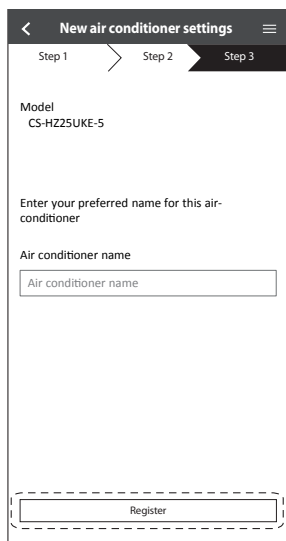 New air conditioner settings
Step 1
Step 2
Step 3
Model
CS-HZ25UKE-5
Enter your preferred name for this air-
conditioner
Air conditioner name
Air conditioner name
Register